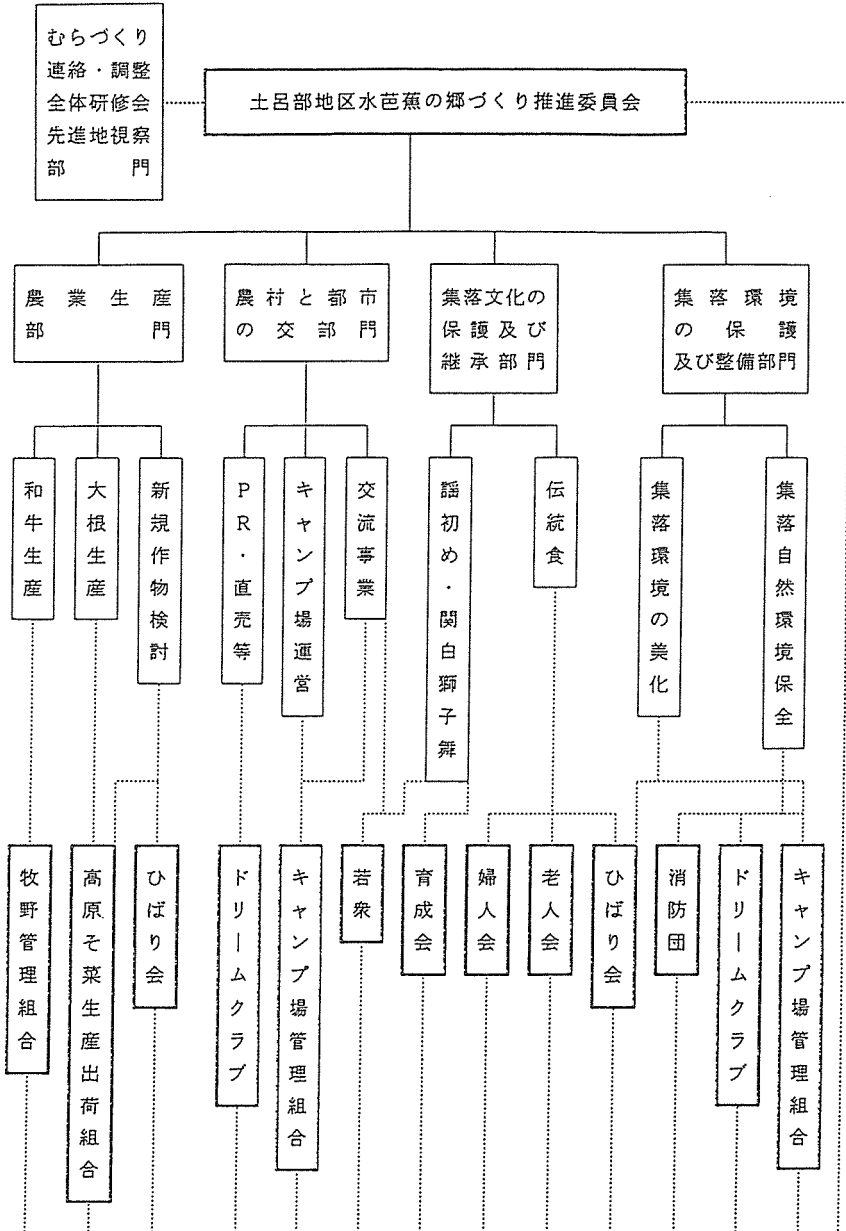 むらづくり
連絡・調整
全体研修会
先進地視察
部門
土呂部地区水芭蕉の郷づくり推進委員会
農業生産
部門
農村と都市
の交部門
集落文化の
保護及び
継承部門
集落環境
の保護
及び整備部門
和牛生産
大根生産
新規作物検討
PR・直売等
キャンプ場運営
交流事業
謡初め・関白獅子舞
伝統食
集落環境の美化
集落自然環境保全
牧野管理組合
高原そ菜生産出荷組合
ひばり会
ドリームクラブ
キャンプ場管理組合
若衆
育成会
婦人会
老人会
ひばり会
消防団
ドリームクラブ
キャンプ場管理組合